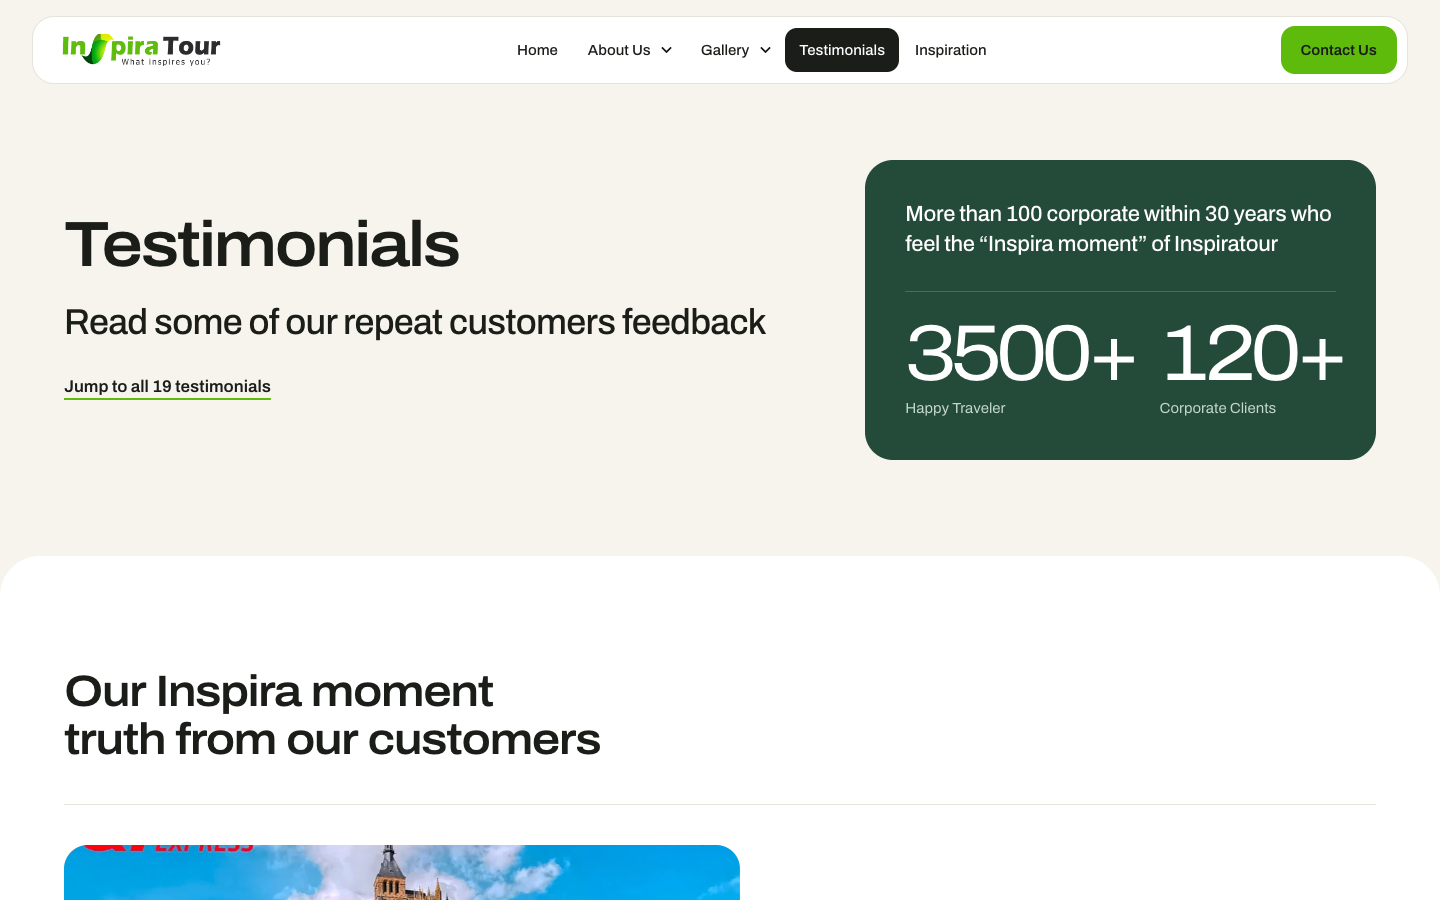 InSpira Tour
What inspires you?
Home
About Us
Gallery
Testimonials
Inspiration
Contact Us
Testimonials
Read some of our repeat customers feedback
Jump to all 19 testimonials
More than 100 corporate within 30 years who
feel the “Inspira moment” of Inspiratour
3500+
Happy Traveler
120+
Corporate Clients
Our Inspira moment
truth from our customers